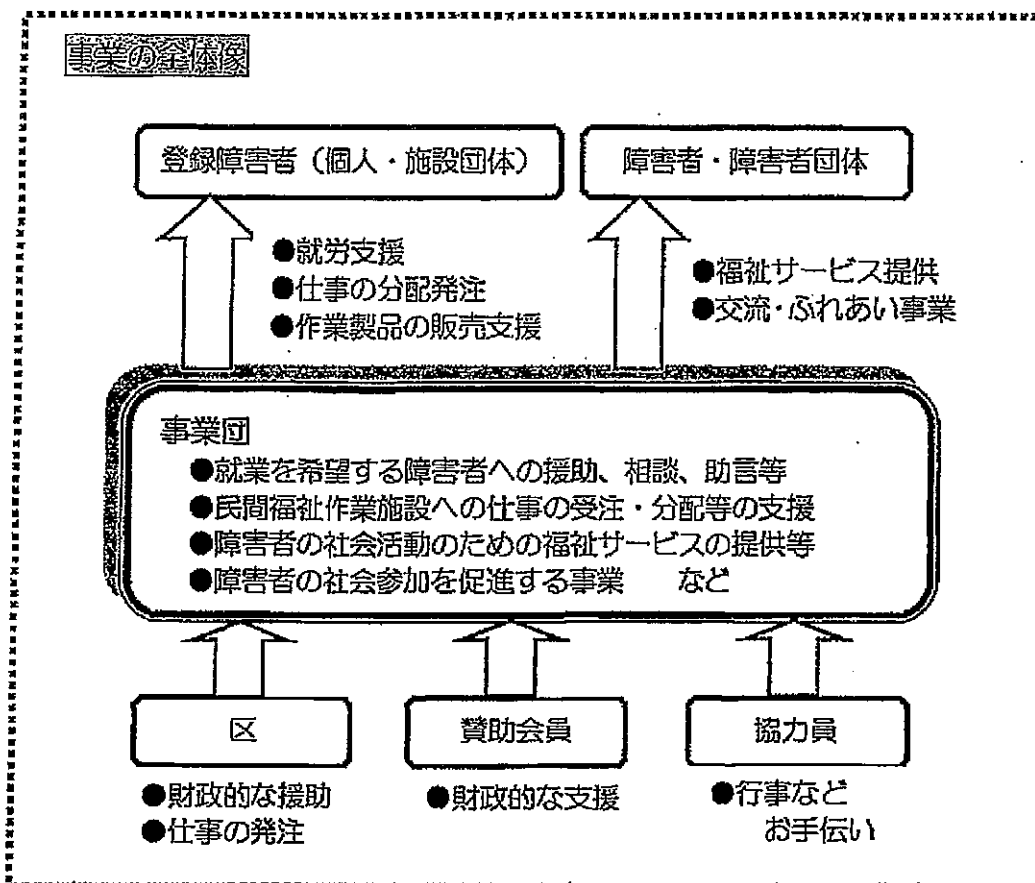 事業の全体像
登録障害者（個人・施設団体）
障害者・障害者団体
●就労支援
●仕事の分配発注
●作業製品の販売支援
●福祉サービス提供
●交流・ふれあい事業
事業団
●就業を希望する障害者への援助、相談、助言等
●民間福祉作業施設への仕事の受注・分配等の支援
●障害者の社会活動のための福祉サービスの提供等
●障害者の社会参加を促進する事業　など
区
賛助会員
協力員
●財政的な援助
●仕事の発注
●財政的な支援
●行事など
お手伝い